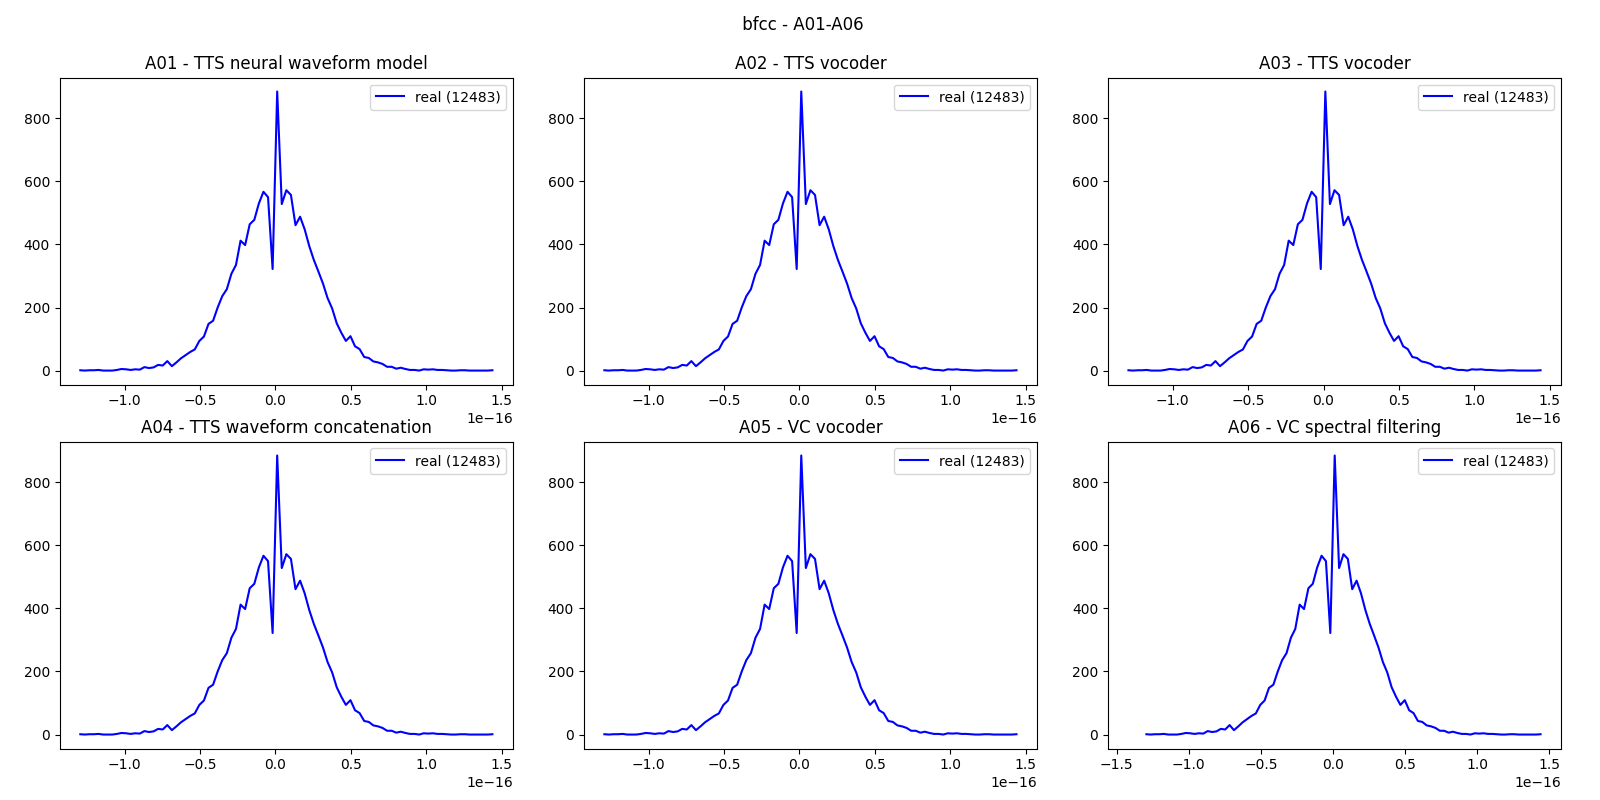 bfcc - A01-A06
A01 - TTS neural waveform model
real (12483)
800
600
400
200
0
−1.0 −0.5 0.0 0.5 1.0 1.5
1e−16
A02 - TTS vocoder
real (12483)
800
600
400
200
0
−1.0 −0.5 0.0 0.5 1.0 1.5
1e−16
A03 - TTS vocoder
real (12483)
800
600
400
200
0
−1.0 −0.5 0.0 0.5 1.0 1.5
1e−16
A04 - TTS waveform concatenation
real (12483)
800
600
400
200
0
−1.0 −0.5 0.0 0.5 1.0 1.5
1e−16
A05 - VC vocoder
real (12483)
800
600
400
200
0
−1.0 −0.5 0.0 0.5 1.0 1.5
1e−16
A06 - VC spectral filtering
real (12483)
800
600
400
200
0
−1.5 −1.0 −0.5 0.0 0.5 1.0 1.5
1e−16